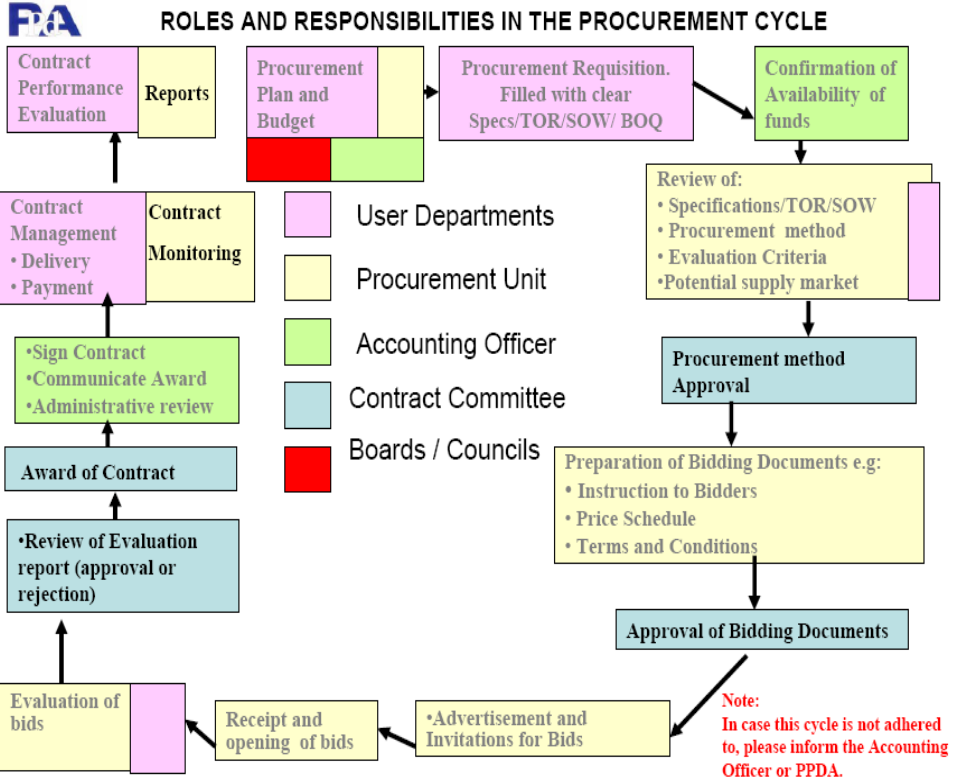 PPDA
ROLES AND RESPONSIBILITIES IN THE PROCUREMENT CYCLE
Contract
Performance
Evaluation
Reports
Procurement
Plan and
Budget
Procurement Requisition.
Filled with clear
Specs/TOR/SOW/ BOQ
Confirmation of
Availability of
funds
Review of:
• Specifications/TOR/SOW
• Procurement method
• Evaluation Criteria
•Potential supply market
Procurement method
Approval
Preparation of Bidding Documents e.g:
• Instruction to Bidders
• Price Schedule
• Terms and Conditions
Approval of Bidding Documents
•Advertisement and
Invitations for Bids
Receipt and
opening of bids
Evaluation of
bids
•Review of Evaluation
report (approval or
rejection)
Award of Contract
•Sign Contract
•Communicate Award
•Administrative review
Contract
Management
• Delivery
• Payment
Contract
Monitoring
User Departments
Procurement Unit
Accounting Officer
Contract Committee
Boards / Councils
Note:
In case this cycle is not adhered
to, please inform the Accounting
Officer or PPDA.